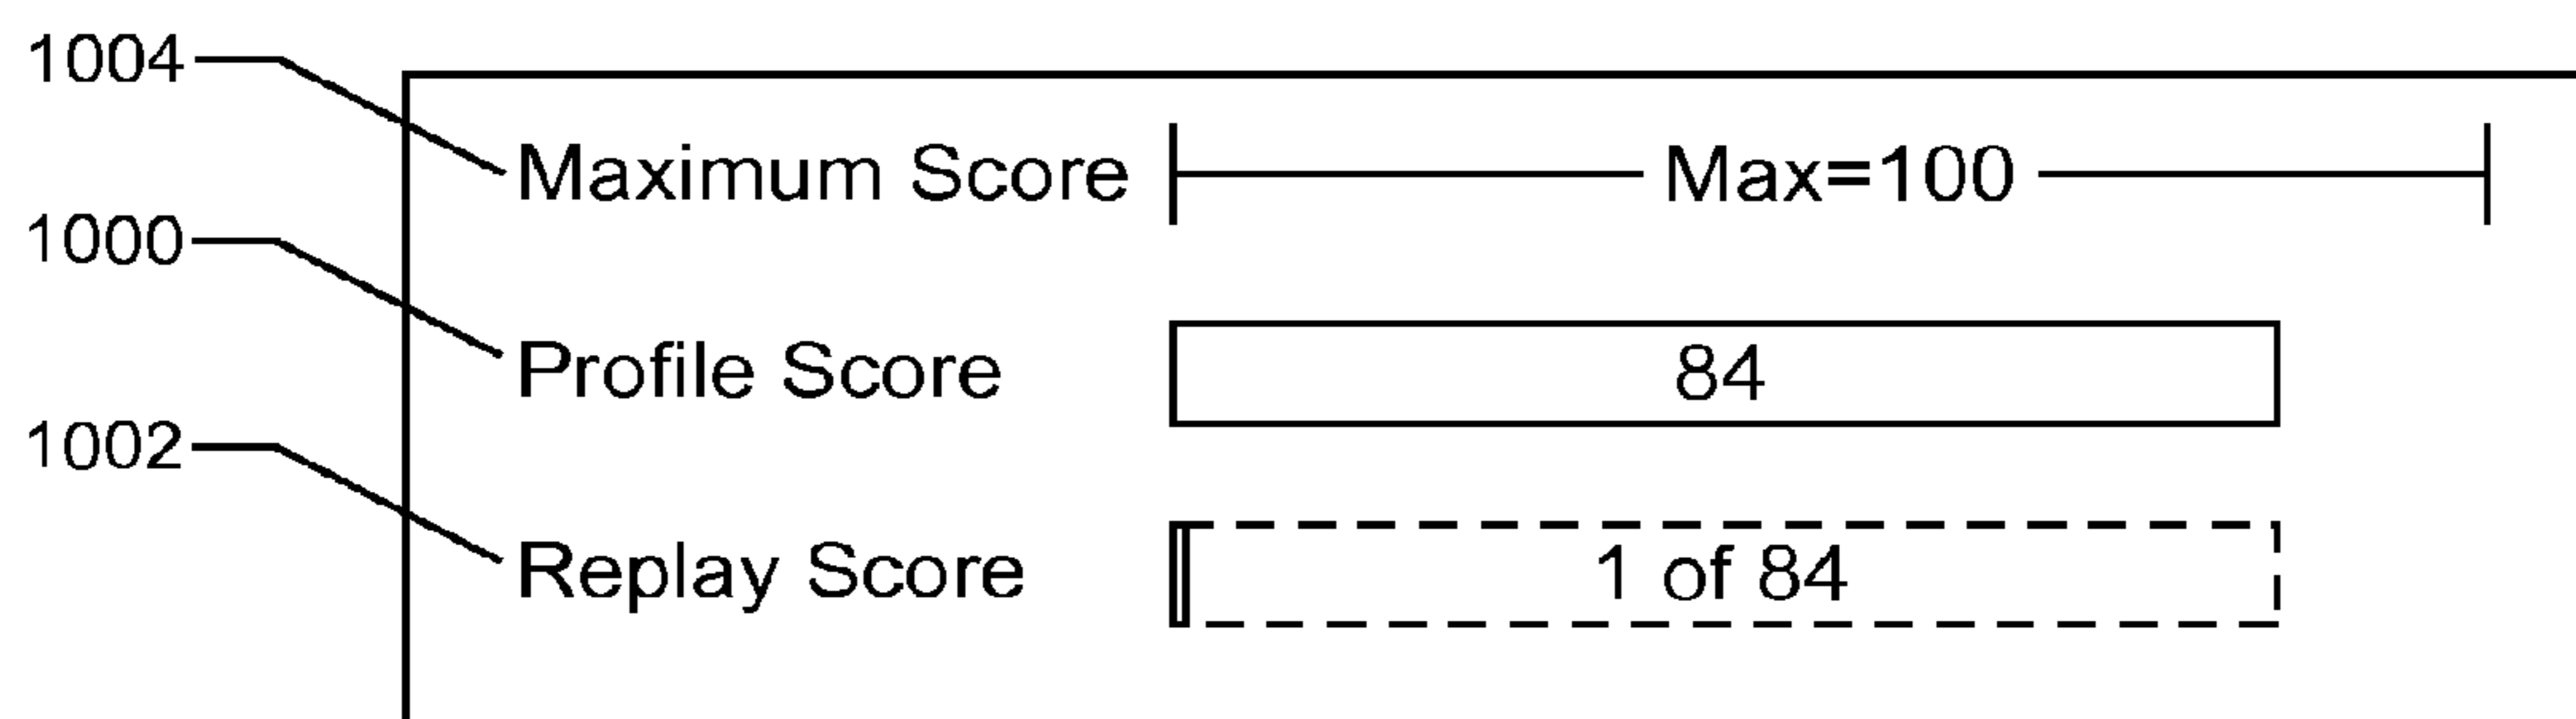 1004
Maximum Score Max=100
1000
Profile Score 84
1002
Replay Score 1 of 84